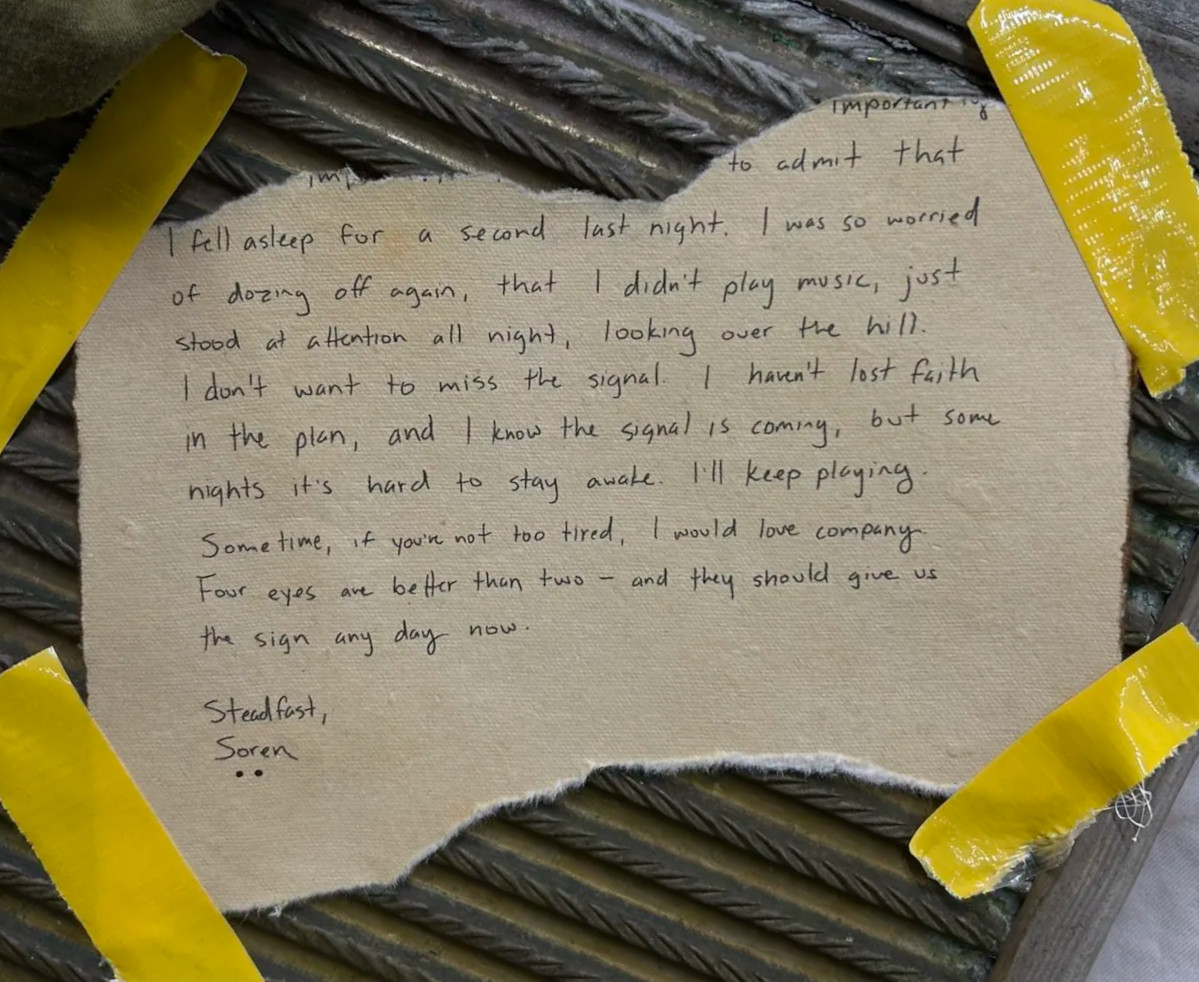 important
to admit that
I fell asleep for a second last night. I was so worried
of dozing off again, that I didn't play music, just
stood at attention all night, looking over the hill.
I don't want to miss the signal. I haven't lost faith
in the plan, and I know the signal is coming, but some
nights it's hard to stay awake. I'll keep playing.
Sometime, if you're not too tired, I would love company.
Four eyes are better than two – and they should give us
the sign any day now.
Steadfast,
Soren